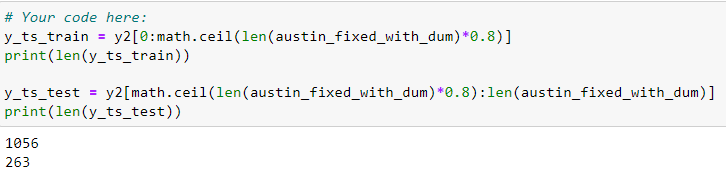 # Your code here:
y_ts_train = y2[0:math.ceil(len(austin_fixed_with_dum)*0.8)]
print(len(y_ts_train))
y_ts_test = y2[math.ceil(len(austin_fixed_with_dum)*0.8):len(austin_fixed_with_dum)]
print(len(y_ts_test))
1056
263